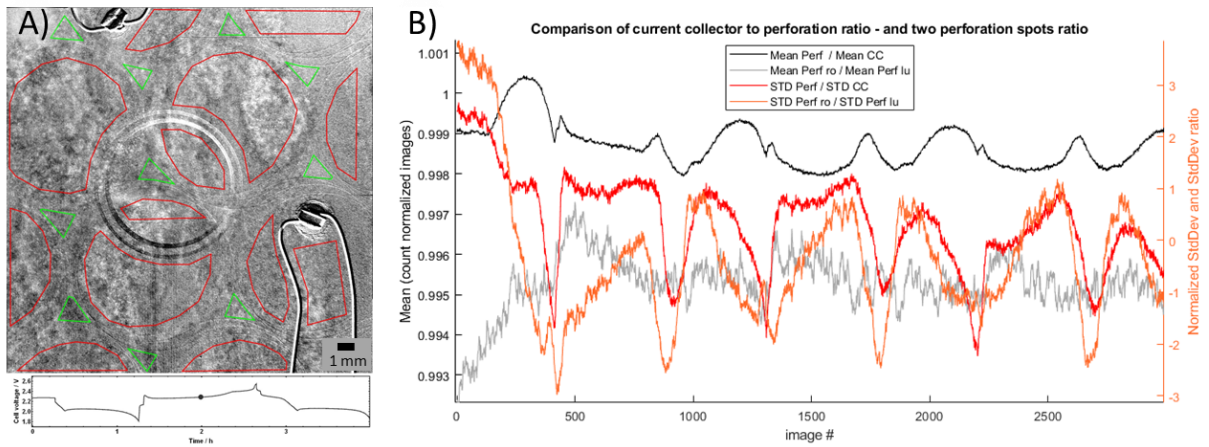 A)
1 mm
Cell voltage / V
2.6
2.4
2.2
2.0
1.8
0
1
2
3
Time / h
B)
Comparison of current collector to perforation ratio - and two perforation spots ratio
Mean Perf / Mean CC
Mean Perf ro / Mean Perf lu
STD Perf / STD CC
STD Perf ro / STD Perf lu
Mean (count normalized images)
1.001
1
0.999
0.998
0.997
0.996
0.995
0.994
0.993
0
500
1000
1500
2000
2500
image #
3
2
1
0
-1
-2
-3
Normalized StdDev and StdDev ratio